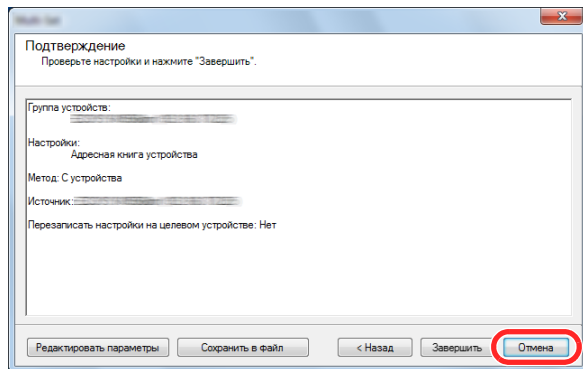 Подтверждение
Проверьте настройки и нажмите "Завершить".
Группа устройств:
Настройки:
Адресная книга устройства
Метод: С устройства
Источник:
Перезаписать настройки на целевом устройстве: Нет
Редактировать параметры Сохранить в файл < Назад Завершить Отмена